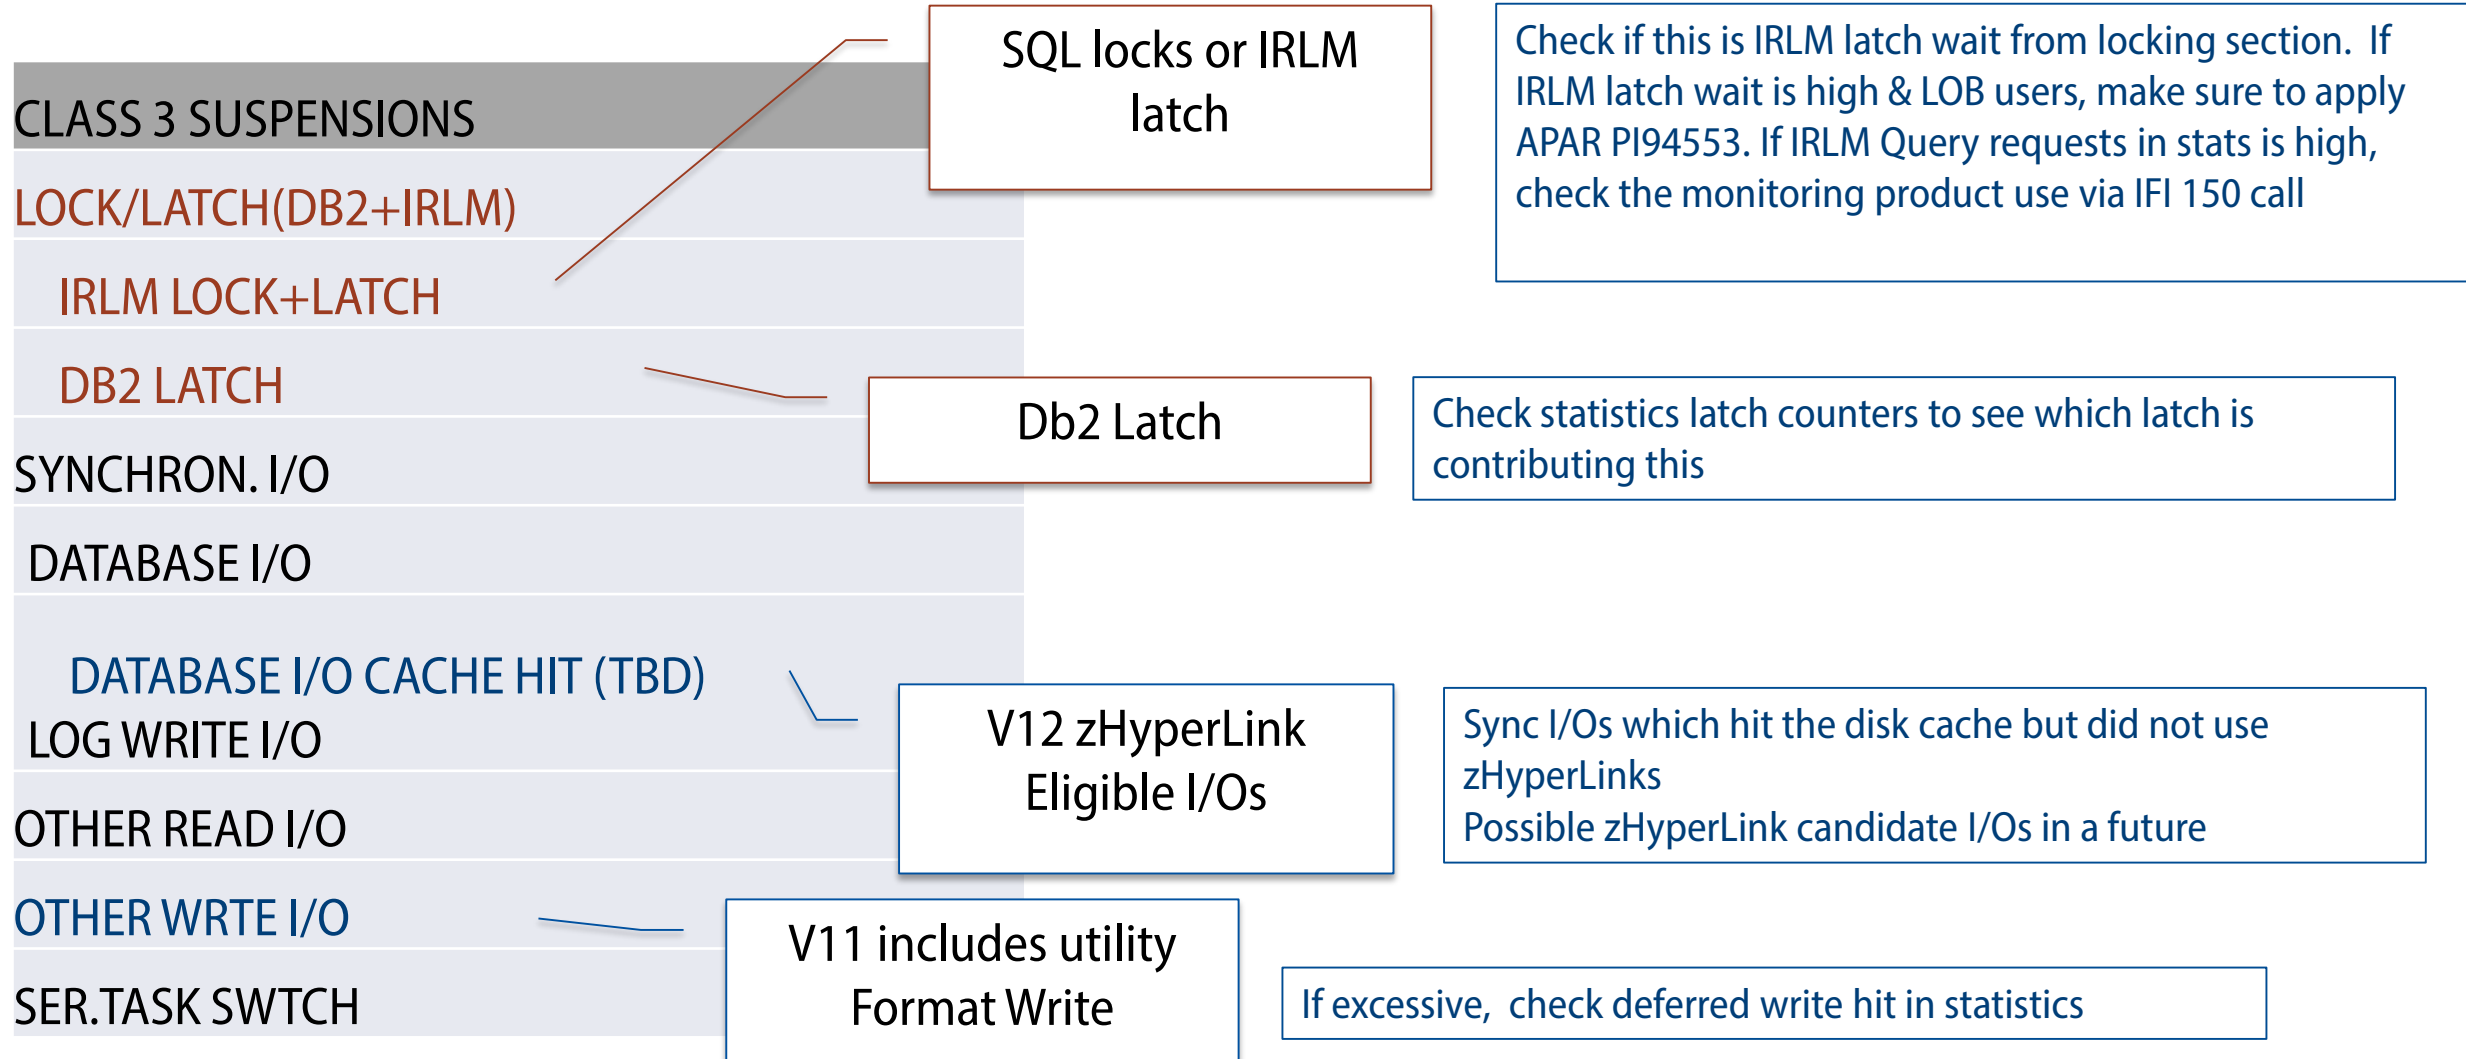 CLASS 3 SUSPENSIONS
LOCK/LATCH(DB2+IRLM)
IRLM LOCK+LATCH
DB2 LATCH
SYNCHRON. I/O
DATABASE I/O
DATABASE I/O CACHE HIT (TBD)
LOG WRITE I/O
OTHER READ I/O
OTHER WRTE I/O
SER.TASK SWTCH
SQL locks or IRLM
latch
Check if this is IRLM latch wait from locking section.  If
IRLM latch wait is high & LOB users, make sure to apply
APAR PI94553. If IRLM Query requests in stats is high,
check the monitoring product use via IFI 150 call
Db2 Latch
Check statistics latch counters to see which latch is
contributing this
V12 zHyperLink
Eligible I/Os
Sync I/Os which hit the disk cache but did not use
zHyperLinks
Possible zHyperLink candidate I/Os in a future
V11 includes utility
Format Write
If excessive,  check deferred write hit in statistics